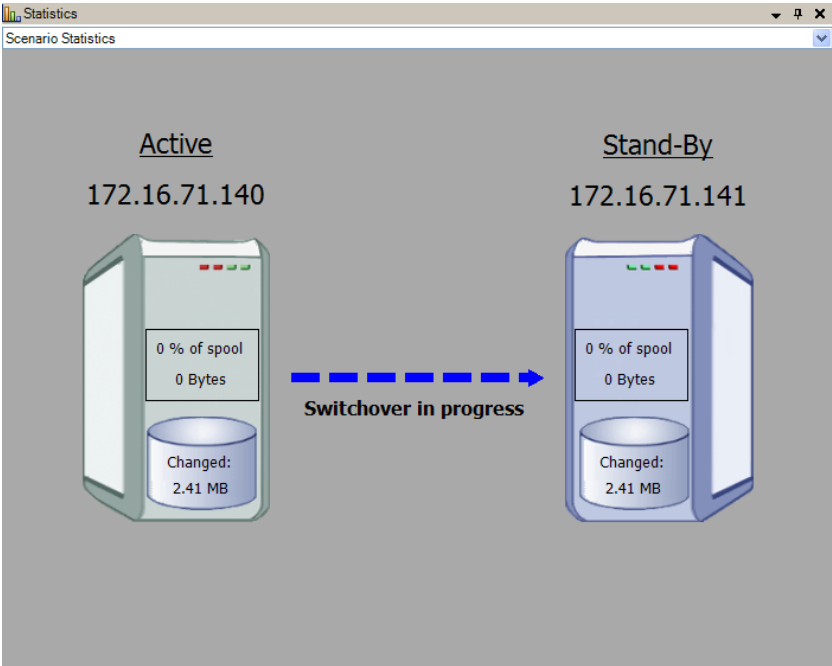 Statistics
Scenario Statistics
Active
Stand-By
172.16.71.140
172.16.71.141
0 % of spool
0 Bytes
0 % of spool
0 Bytes
Switchover in progress
Changed:
2.41 MB
Changed:
2.41 MB